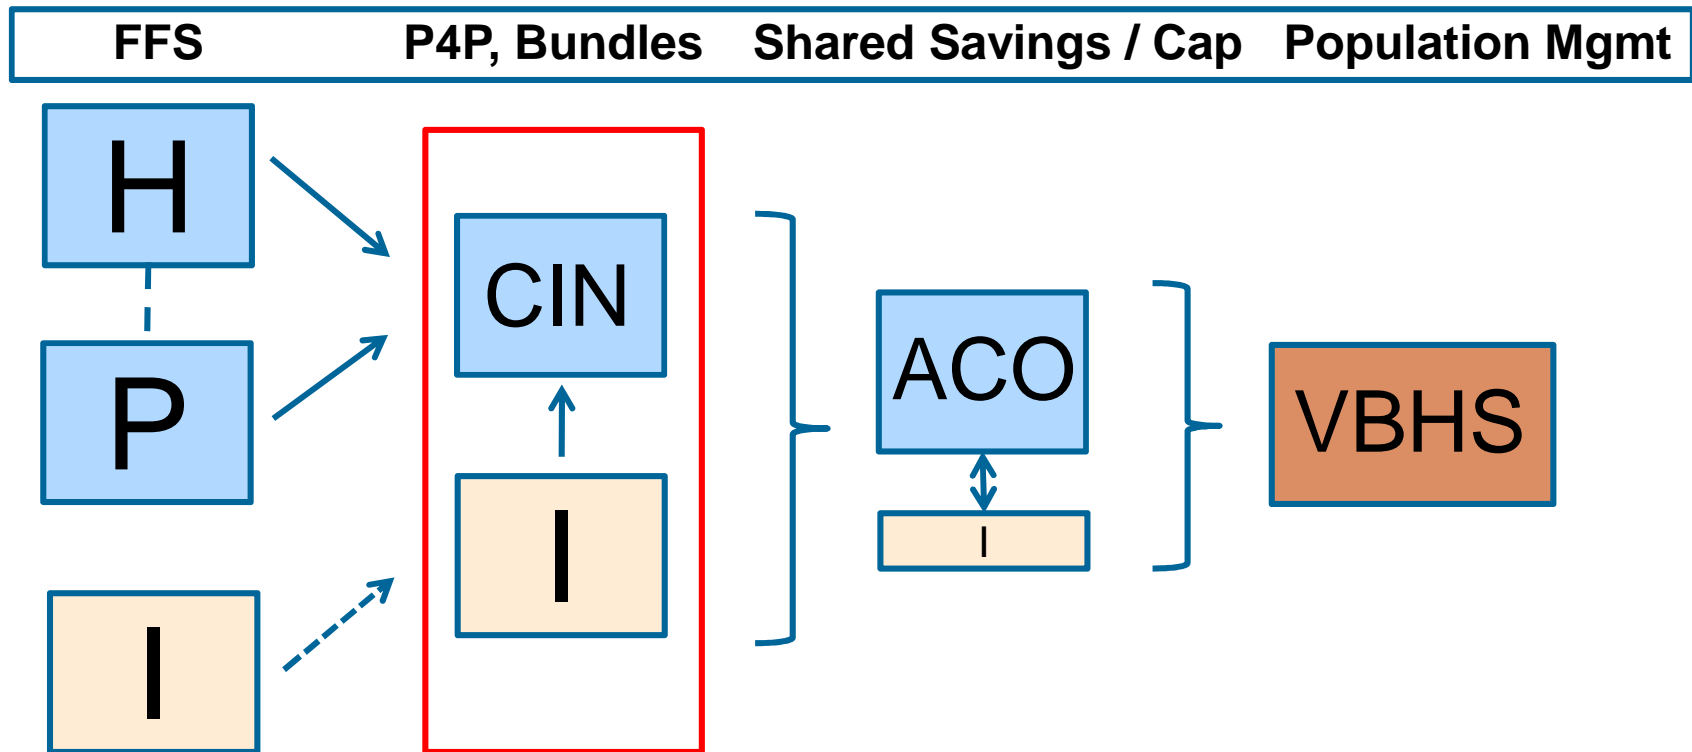 FFS P4P, Bundles Shared Savings / Cap Population Mgmt
H
P
I
CIN
I
ACO
I
VBHS